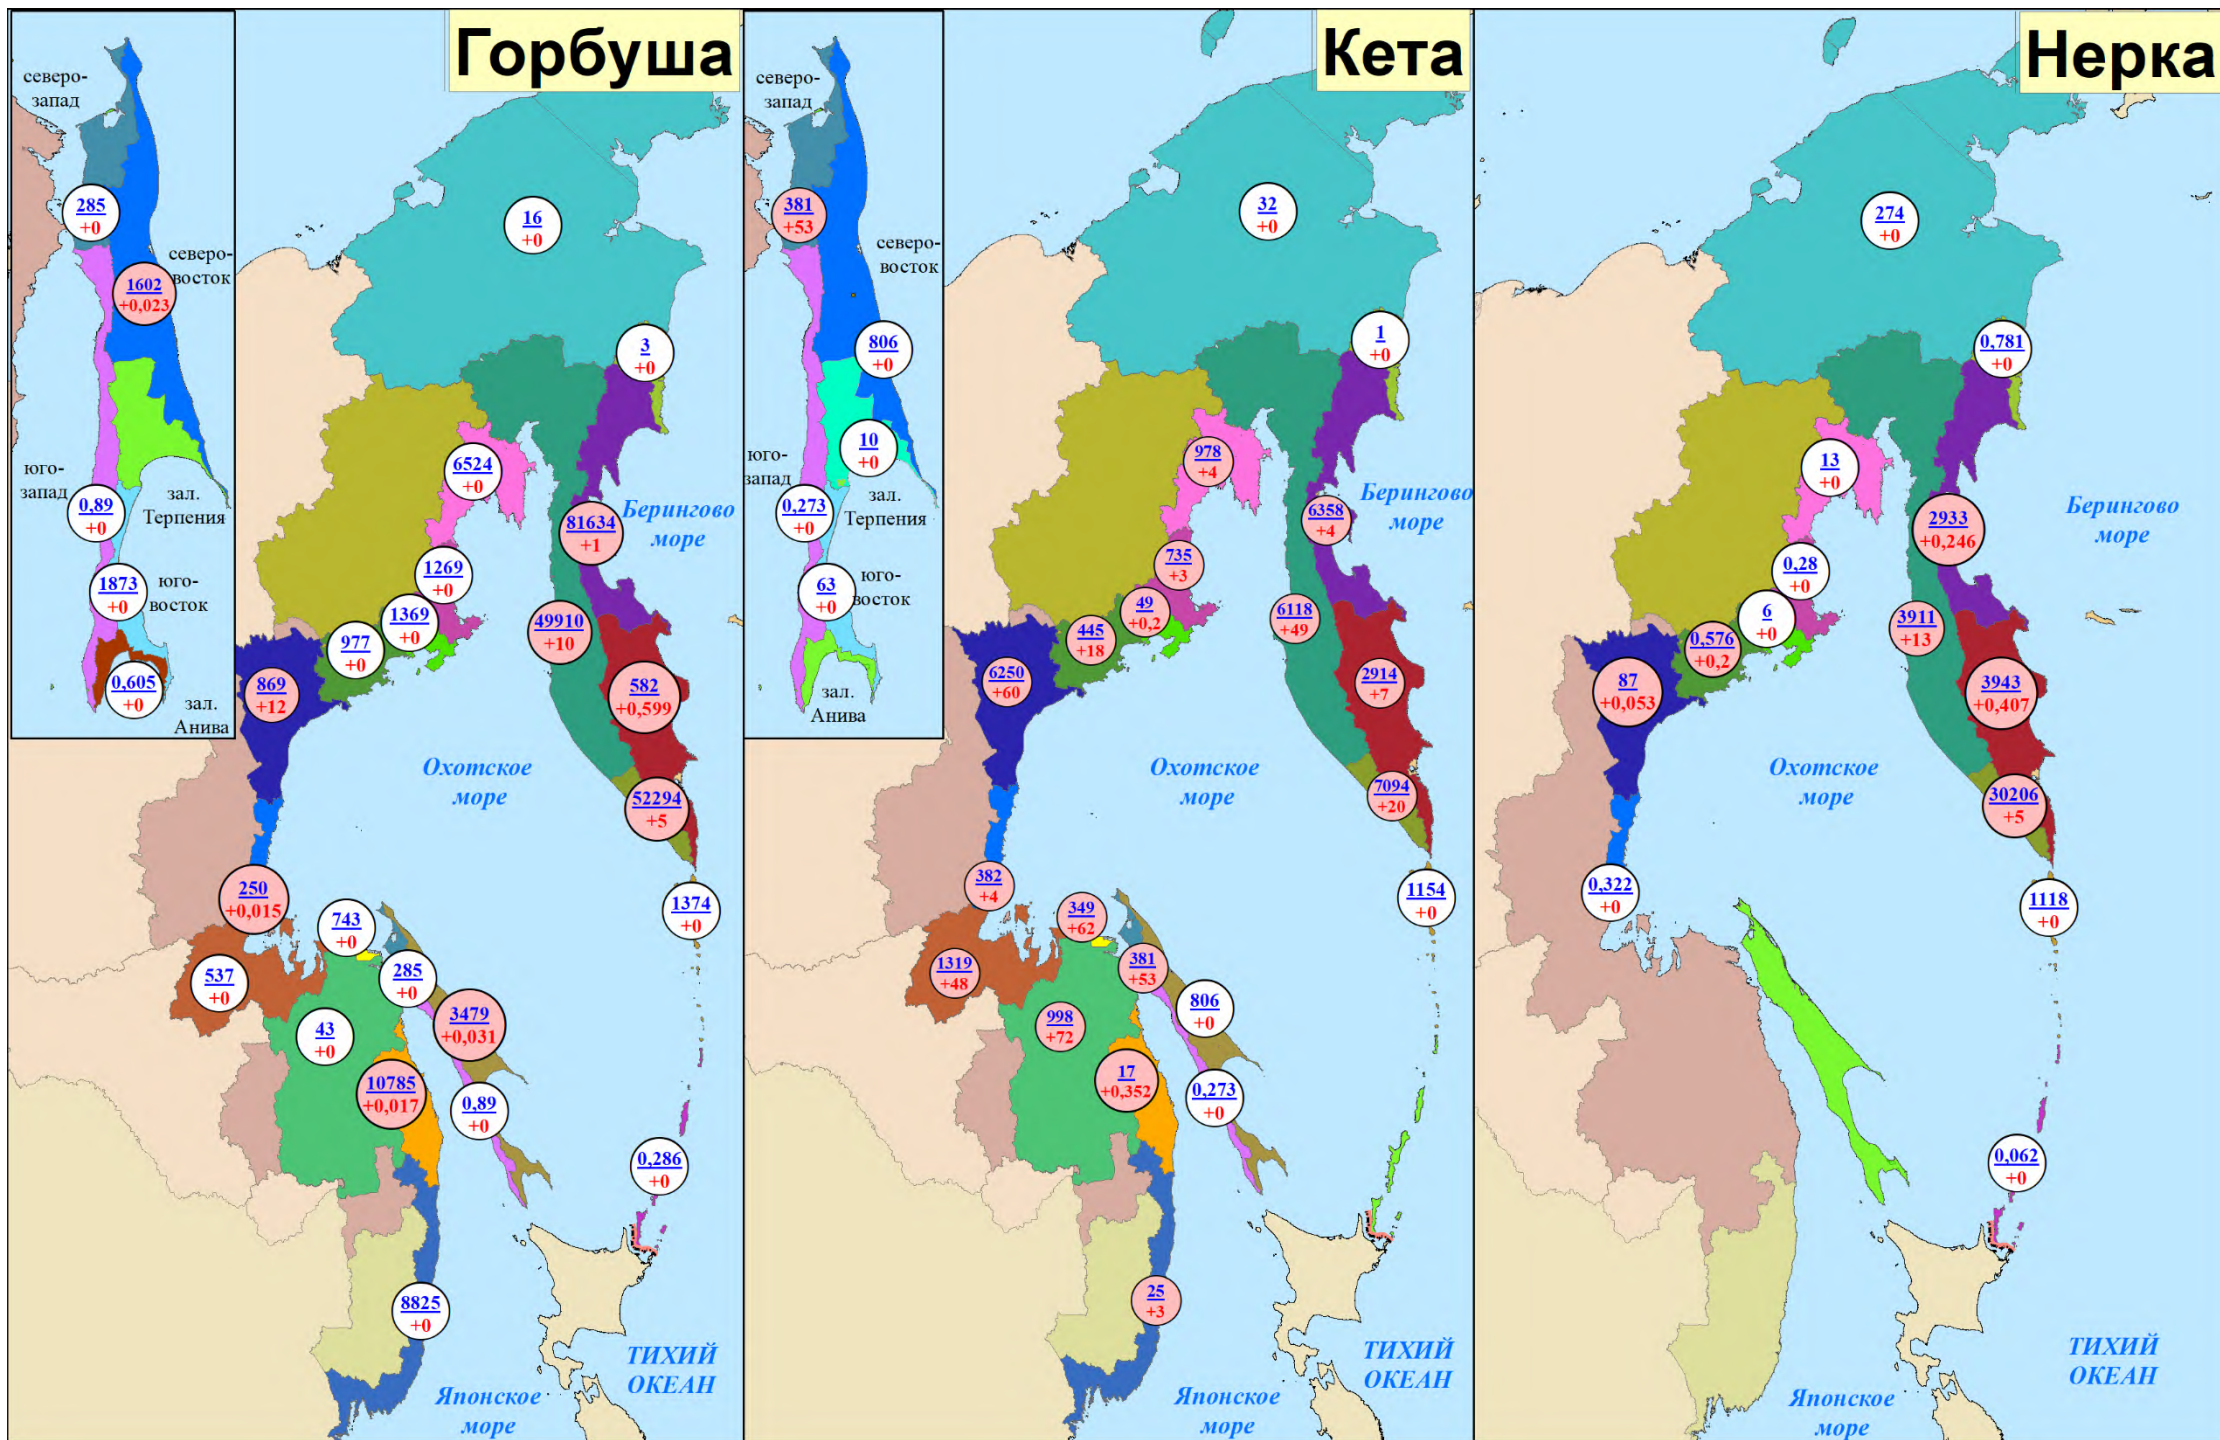 Горбуша
северо-
запад
285
+0
северо-
восток
1602
+0,023
юго-
запад
0,89
+0
зал.
Терпения
1873
+0
юго-
восток
0,605
+0
зал.
Анива
16
+0
3
+0
6524
+0
81634
+1
Берингово
море
1269
+0
1369
+0
977
+0
49910
+10
869
+12
582
+0,599
Охотское
море
52294
+5
250
+0,015
743
+0
1374
+0
537
+0
285
+0
43
+0
3479
+0,031
10785
+0,017
0,89
+0
0,286
+0
8825
+0
ТИХИЙ
ОКЕАН
Японское
море
Кета
северо-
запад
381
+53
северо-
восток
806
+0
10
+0
юго-
запад
0,273
+0
зал.
Терпения
63
+0
юго-
восток
зал.
Анива
32
+0
1
+0
978
+4
6358
+4
Берингово
море
735
+3
49
+0,2
445
+18
6118
+49
6250
+60
2914
+7
Охотское
море
7094
+20
382
+4
349
+62
1154
+0
1319
+48
381
+53
806
+0
998
+72
17
+0,352
0,273
+0
25
+3
ТИХИЙ
ОКЕАН
Японское
море
Нерка
274
+0
0,781
+0
13
+0
2933
+0,246
Берингово
море
0,28
+0
6
+0
0,576
+0,2
3911
+13
87
+0,053
3943
+0,407
Охотское
море
30206
+5
0,322
+0
1118
+0
0,062
+0
ТИХИЙ
ОКЕАН
Японское
море